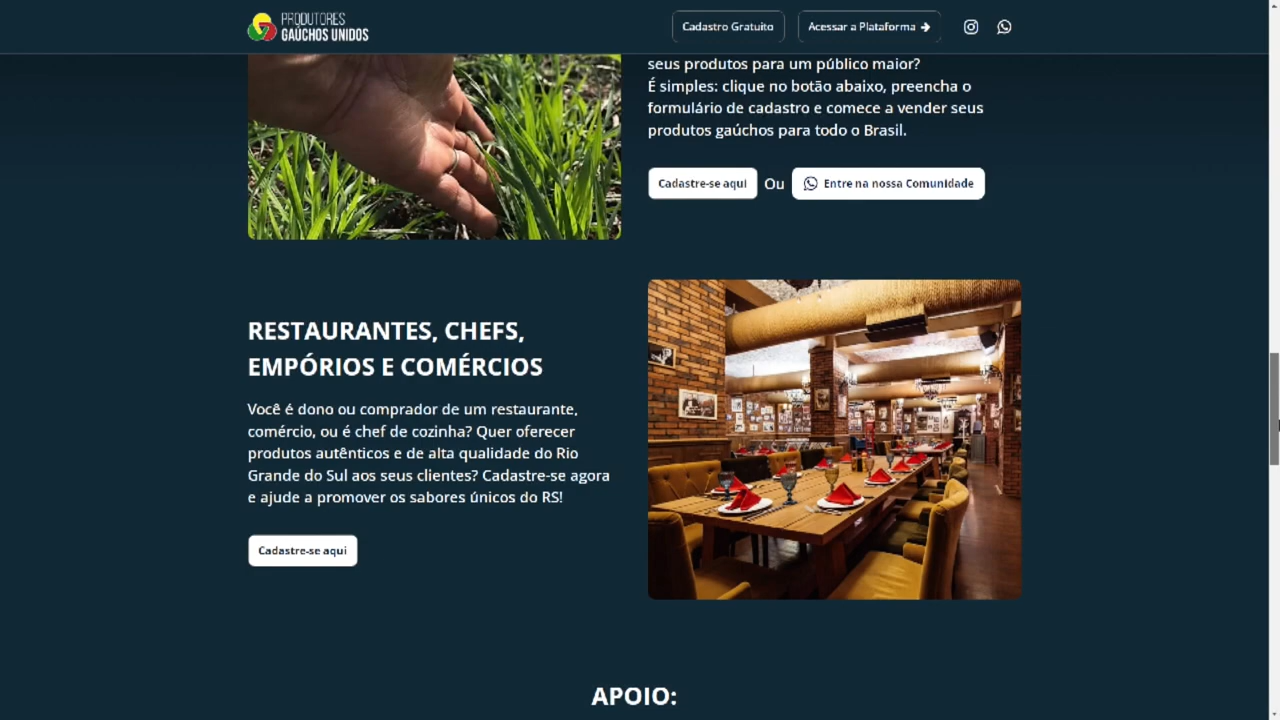 PRODUTORES
GAÚCHOS UNIDOS
Cadastro Gratuito
Acessar a Plataforma
seus produtos para um público maior?
É simples: clique no botão abaixo, preencha o
formulário de cadastro e comece a vender seus
produtos gaúchos para todo o Brasil.
Cadastre-se aqui
Ou
Entre na nossa Comunidade
RESTAURANTES, CHEFS,
EMPÓRIOS E COMÉRCIOS
Você é dono ou comprador de um restaurante,
comércio, ou é chef de cozinha? Quer oferecer
produtos autênticos e de alta qualidade do Rio
Grande do Sul aos seus clientes? Cadastre-se agora
e ajude a promover os sabores únicos do RS!
Cadastre-se aqui
APOIO: